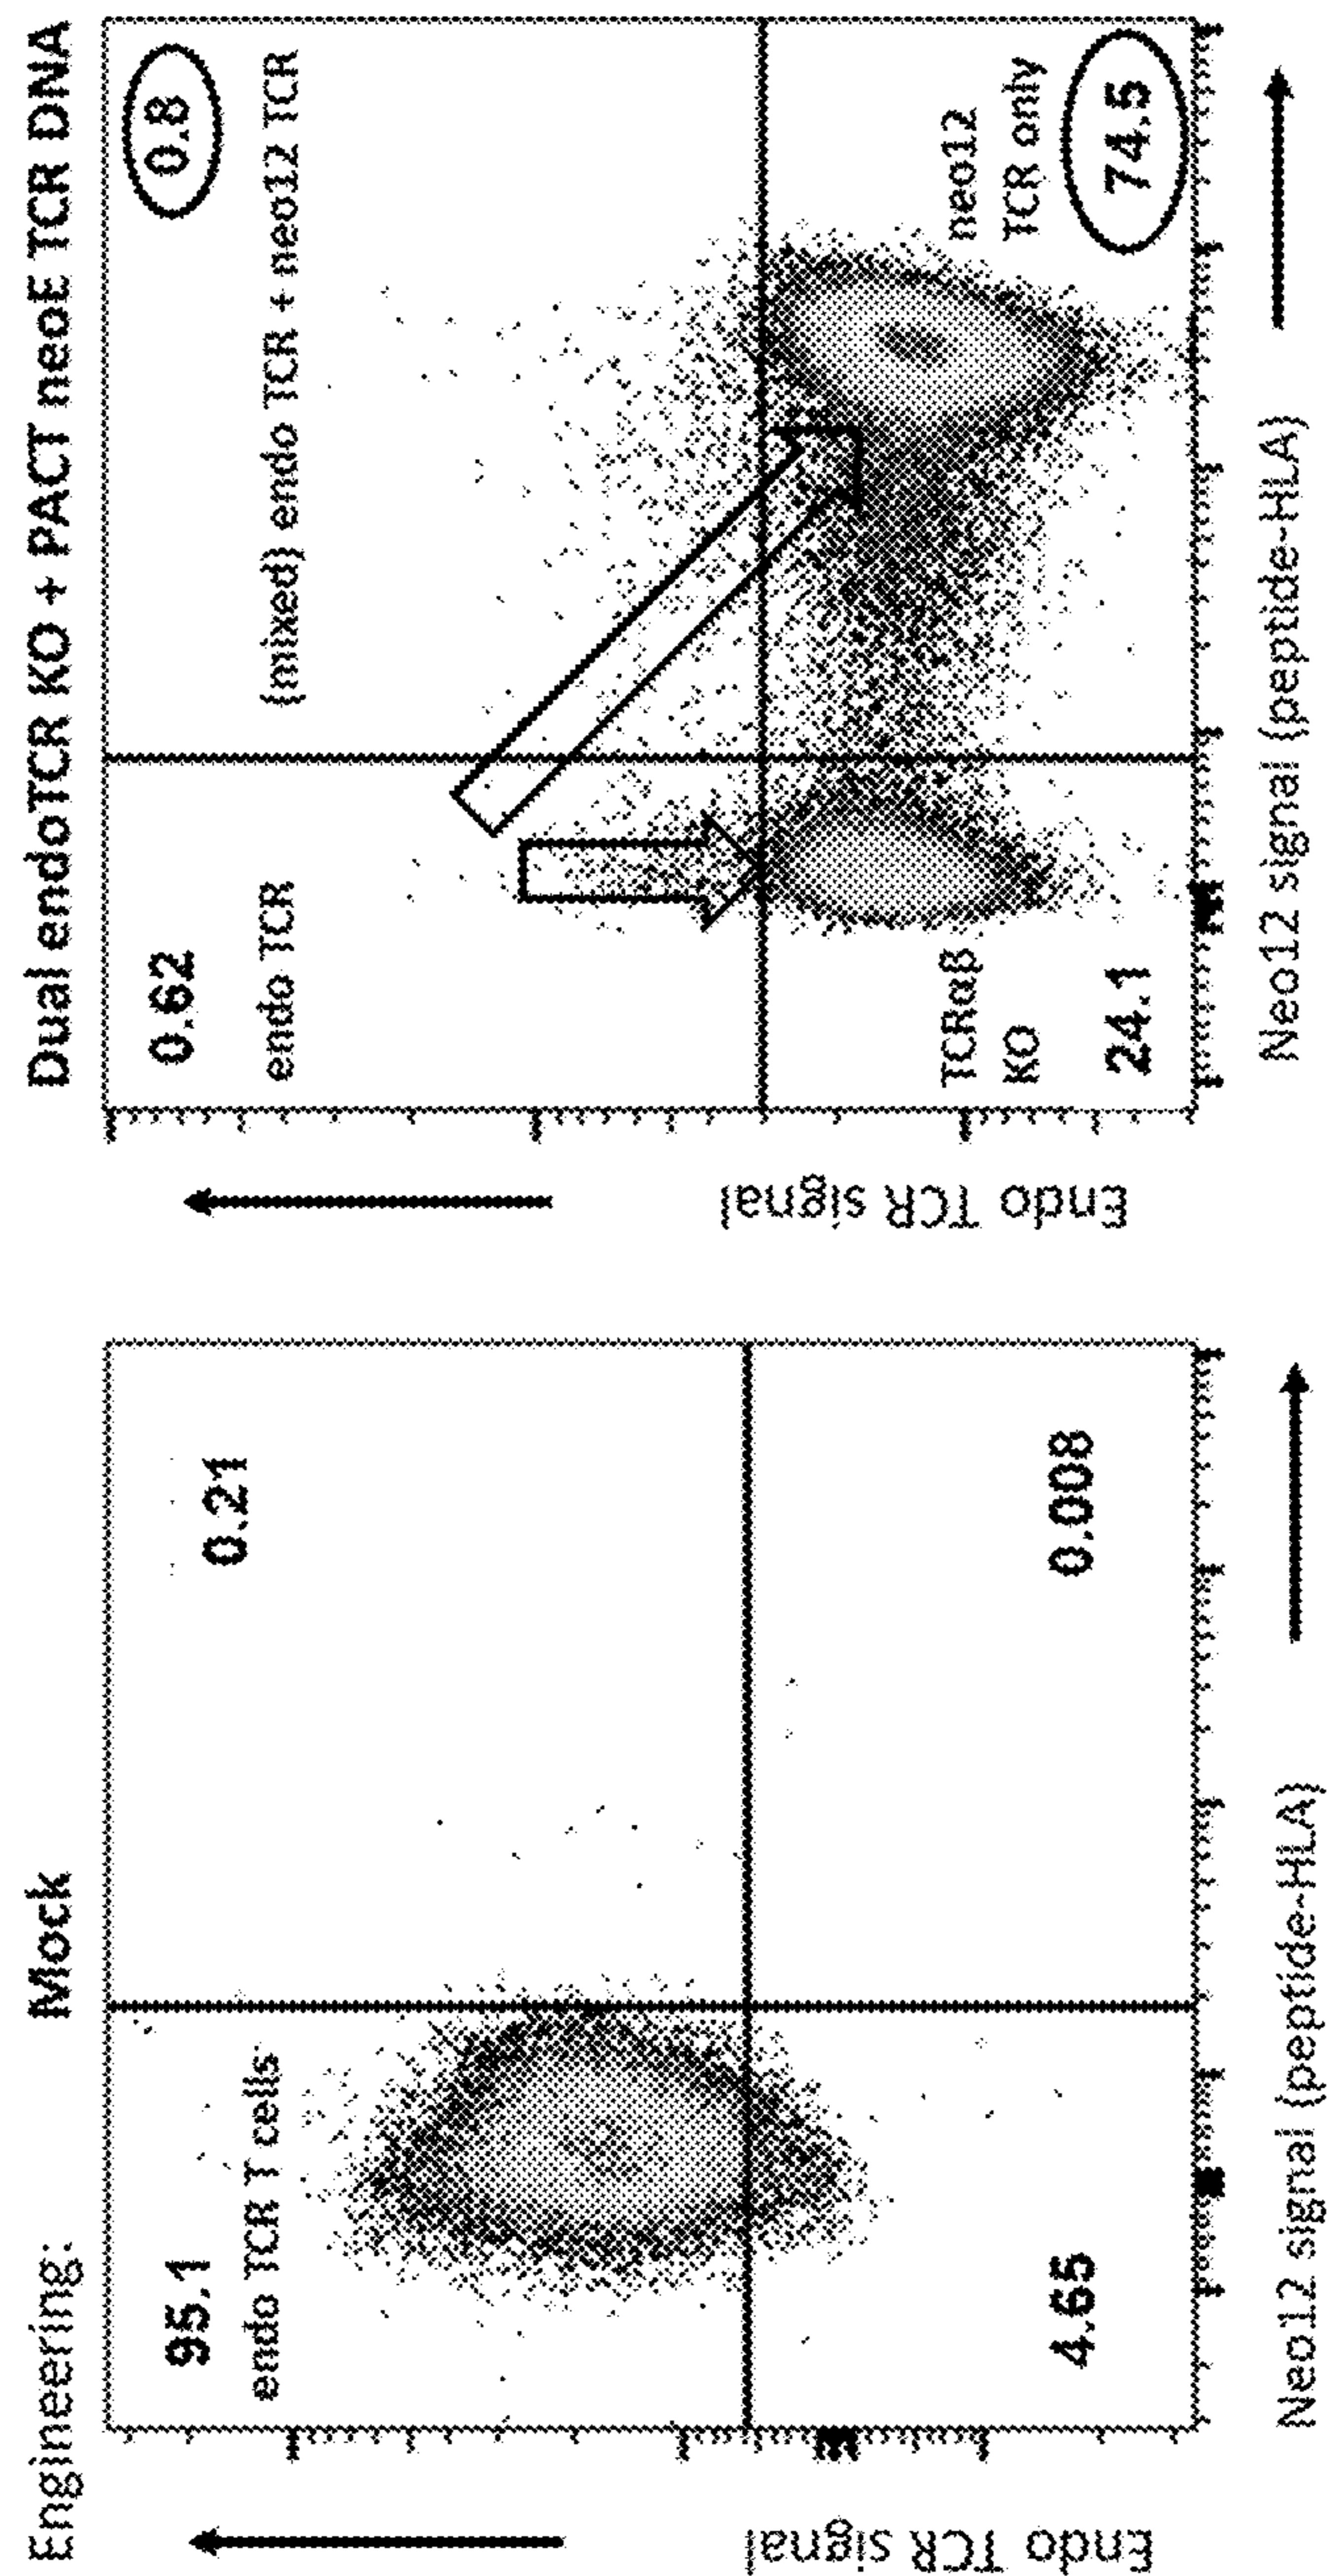 Engineering:
Mock
95.1
endo TCR T cells
0.21
4.65
0.008
Endo TCR signal
Neo12 signal (peptide-HLA)
Dual endoTCR KO + PACT neoE TCR DNA
0.62
endo TCR
0.8
(mixed) endo TCR + neo12 TCR
TCRαβ
KO
24.1
neo12
TCR only
74.5
Endo TCR signal
Neo12 signal (peptide-HLA)